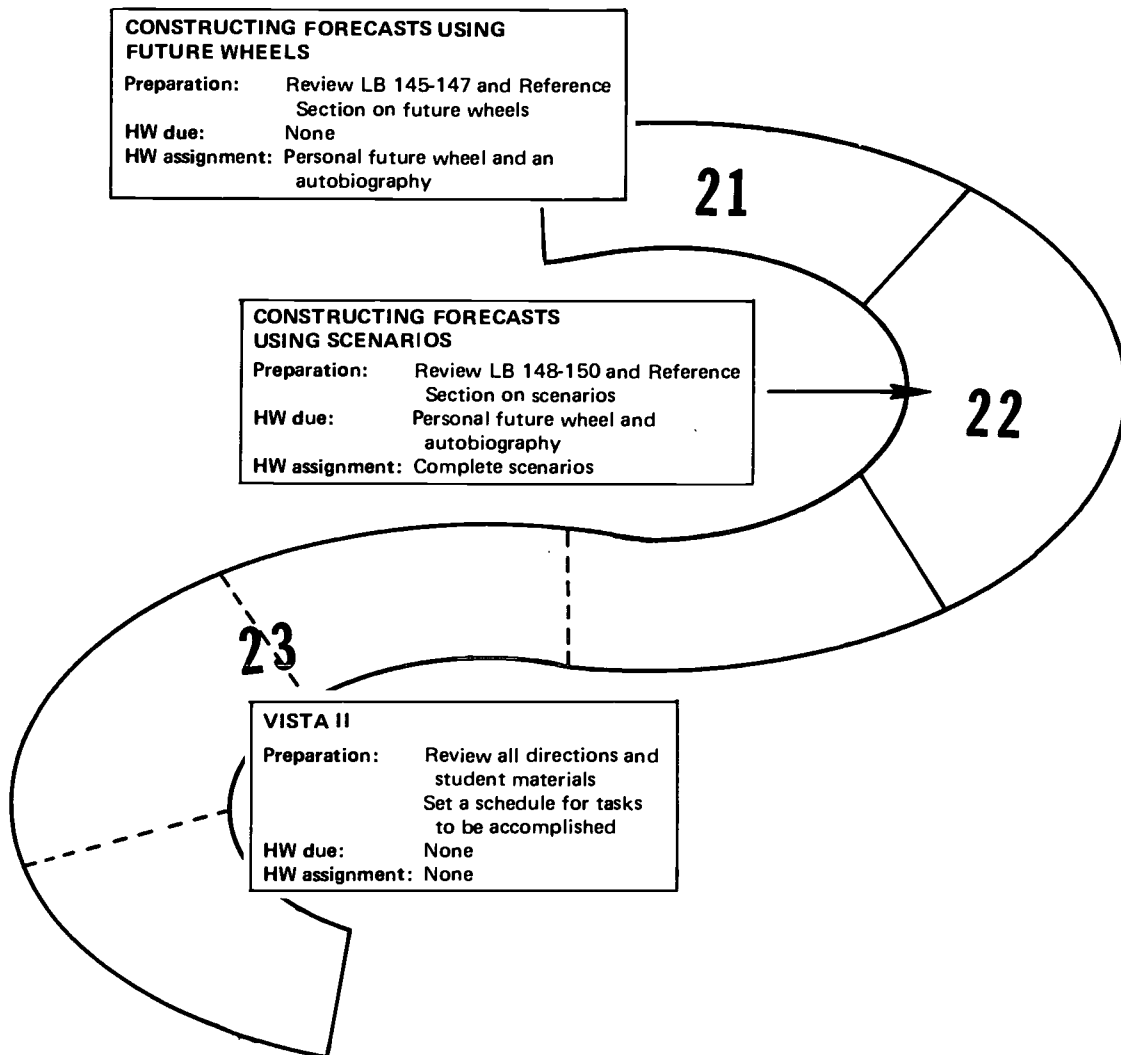 CONSTRUCTING FORECASTS USING
FUTURE WHEELS
Preparation: Review LB 145-147 and Reference
Section on future wheels
HW due: None
HW assignment: Personal future wheel and an
autobiography
21
CONSTRUCTING FORECASTS
USING SCENARIOS
Preparation: Review LB 148-150 and Reference
Section on scenarios
HW due: Personal future wheel and
autobiography
HW assignment: Complete scenarios
22
23
VISTA II
Preparation: Review all directions and
student materials
Set a schedule for tasks
to be accomplished
HW due: None
HW assignment: None